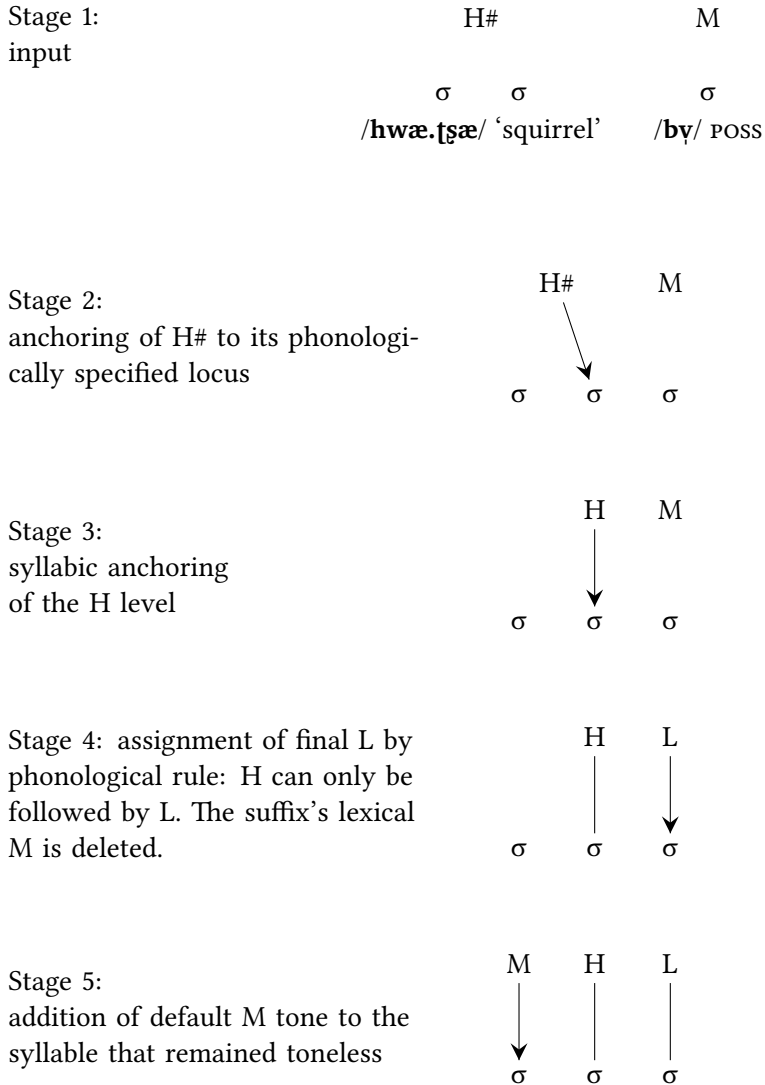 Stage 1:
input
H# M
σ σ σ
/hwæ.ʈʂæ/ ‘squirrel’ /bv̩/ POSS
Stage 2:
anchoring of H# to its phonologi-
cally specified locus
H# M
σ σ σ
Stage 3:
syllabic anchoring
of the H level
H M
σ σ σ
Stage 4: assignment of final L by
phonological rule: H can only be
followed by L. The suffix’s lexical
M is deleted.
H L
σ σ σ
Stage 5:
addition of default M tone to the
syllable that remained toneless
M H L
σ σ σ